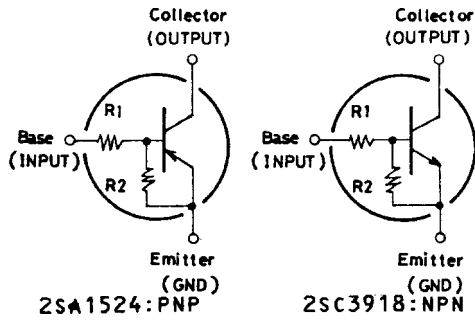 Collector
(OUTPUT)
R1
Base
(INPUT)
R2
Emitter
(GND)
2SA1524:PNP
Collector
(OUTPUT)
R1
Base
(INPUT)
R2
Emitter
(GND)
2SC3918:NPN